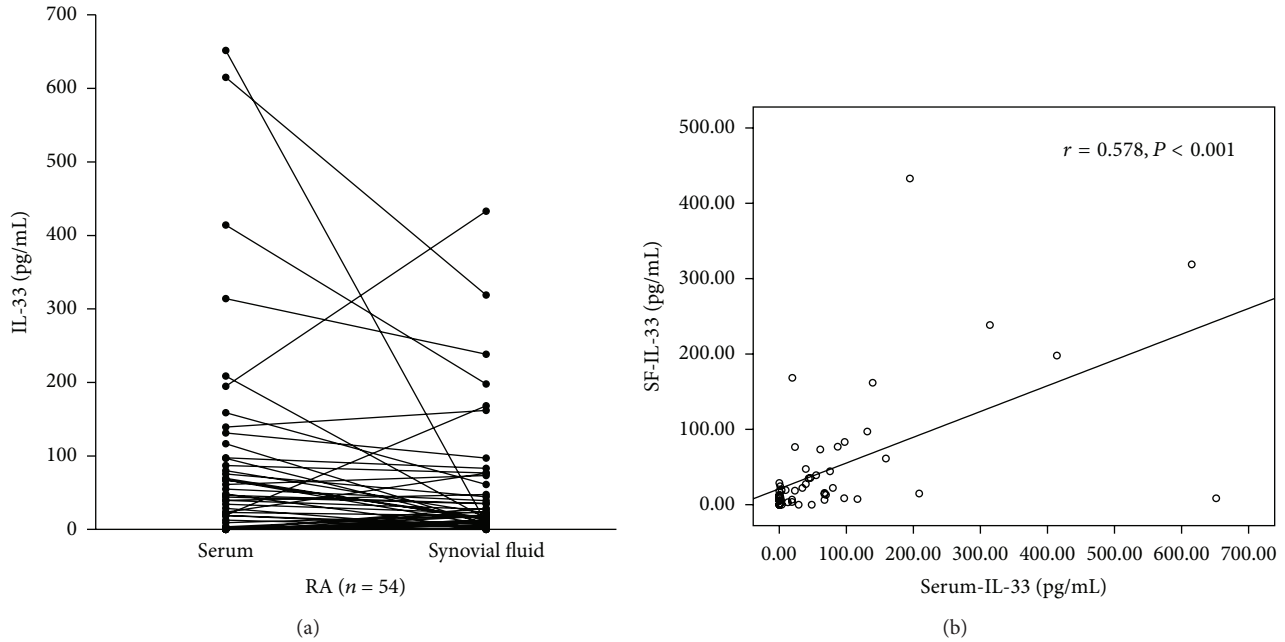 700
600
500
400
300
200
100
0
IL-33 (pg/mL)
Serum
Synovial fluid
RA (n = 54)
(a)
500.00
400.00
300.00
200.00
100.00
0.00
SF-IL-33 (pg/mL)
r = 0.578, P < 0.001
0.00 100.00 200.00 300.00 400.00 500.00 600.00 700.00
Serum-IL-33 (pg/mL)
(b)